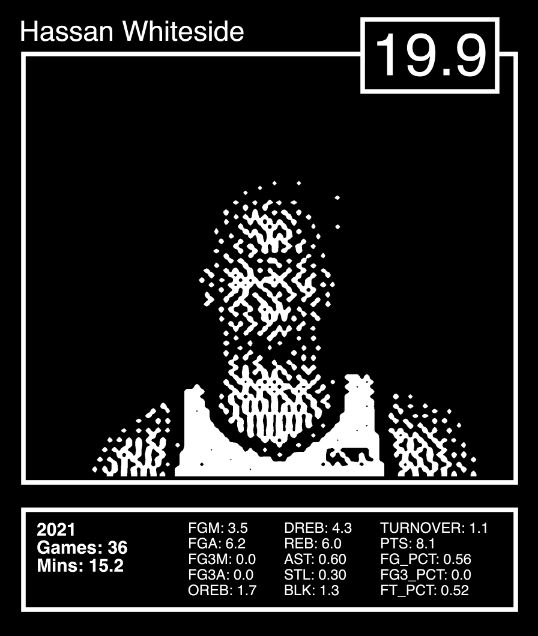 Hassan Whiteside
19.9
2021
Games: 36
Mins: 15.2
FGM: 3.5
FGA: 6.2
FG3M: 0.0
FG3A: 0.0
OREB: 1.7
DREB: 4.3
REB: 6.0
AST: 0.60
STL: 0.30
BLK: 1.3
TURNOVER: 1.1
PTS: 8.1
FG_PCT: 0.56
FG3_PCT: 0.0
FT_PCT: 0.52